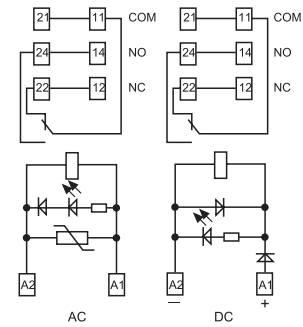 21 11 COM 21 11 COM
24 14 NO 24 14 NO
22 12 NC 22 12 NC
A2 A1 A2 A1
— +
AC DC